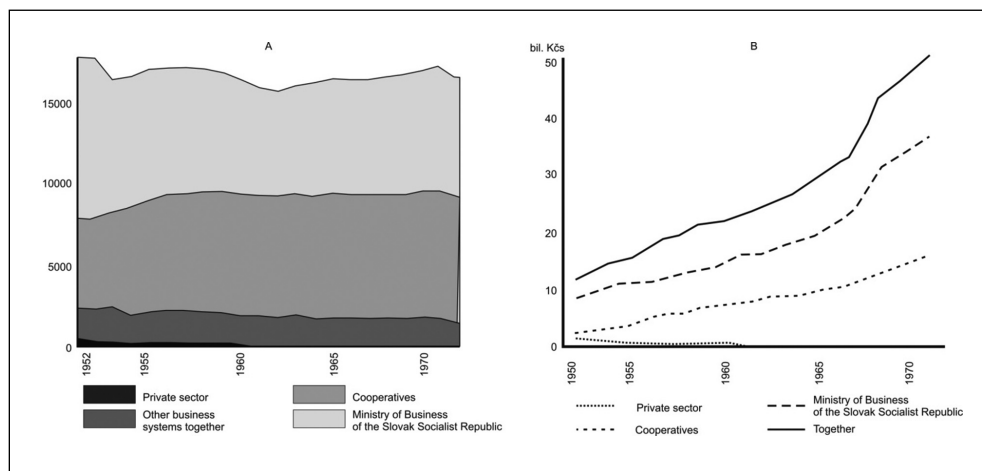 A
15000
10000
5000
0
1952
1955
1960
1965
1970
Private sector
Other business
systems together
Cooperatives
Ministry of Business
of the Slovak Socialist Republic
B
bil. Kčs
50
40
30
20
10
0
1950
1955
1960
1965
1970
Private sector
Cooperatives
Ministry of Business
of the Slovak Socialist Republic
Together